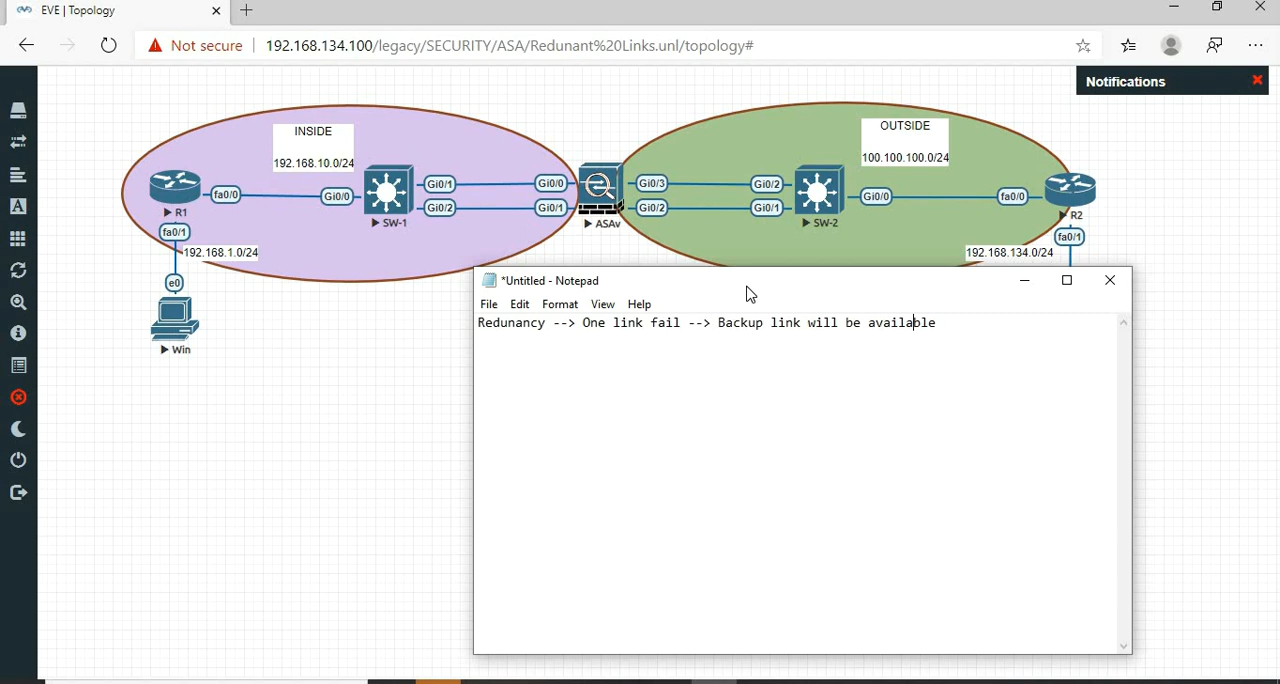 EVE | Topology
Not secure
192.168.134.100/legacy/SECURITY/ASA/Redunant%20Links.unl/topology#
Notifications
INSIDE
192.168.10.0/24
OUTSIDE
100.100.100.0/24
R1
fa0/0
Gi0/0
SW-1
Gi0/1
Gi0/0
Gi0/2
Gi0/1
ASAv
Gi0/3
Gi0/2
Gi0/2
Gi0/1
SW-2
Gi0/0
fa0/0
R2
fa0/1
192.168.1.0/24
192.168.134.0/24
fa0/1
e0
Win
*Untitled - Notepad
File Edit Format View Help
Redunancy --> One link fail --> Backup link will be available